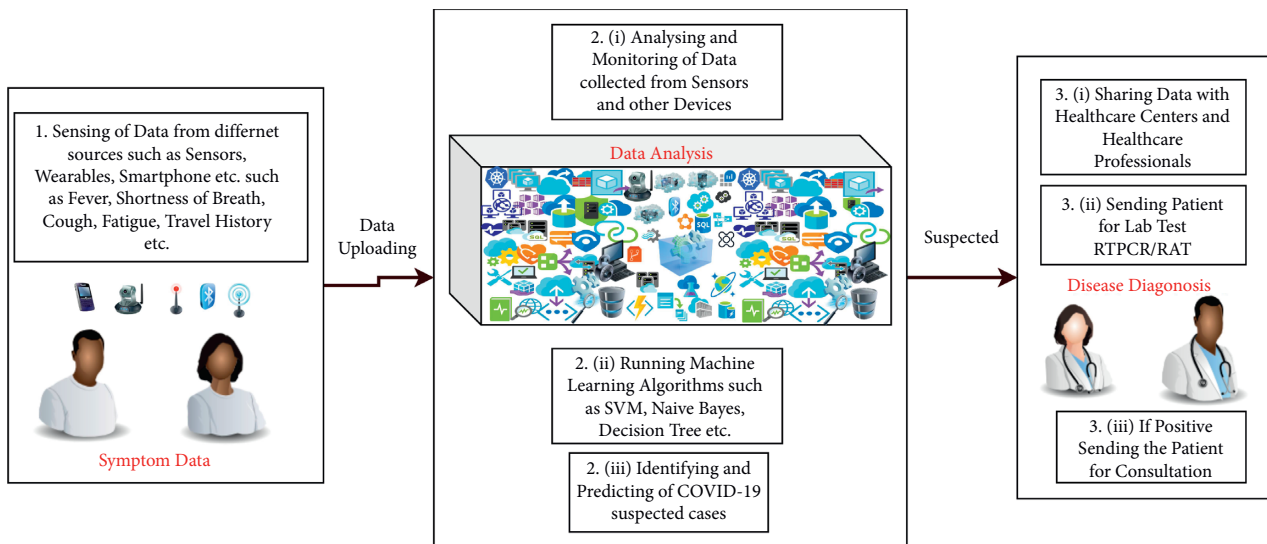 1. Sensing of Data from differnet
sources such as Sensors,
Wearables, Smartphone etc. such
as Fever, Shortness of Breath,
Cough, Fatigue, Travel History
etc.
Symptom Data
Data
Uploading
2. (i) Analysing and
Monitoring of Data
collected from Sensors
and other Devices
Data Analysis
SQL
SQL
SQL
2. (ii) Running Machine
Learning Algorithms such
as SVM, Naive Bayes,
Decision Tree etc.
2. (iii) Identifying and
Predicting of COVID-19
suspected cases
Suspected
3. (i) Sharing Data with
Healthcare Centers and
Healthcare
Professionals
3. (ii) Sending Patient
for Lab Test
RTPCR/RAT
Disease Diagonosis
3. (iii) If Positive
Sending the Patient
for Consultation